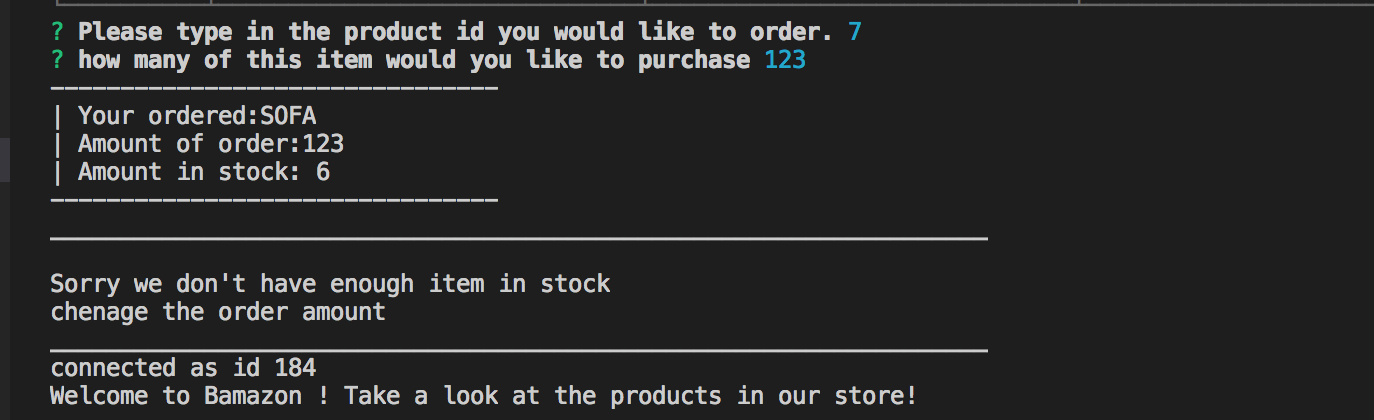 ? Please type in the product id you would like to order. 7
? how many of this item would you like to purchase 123
--------------------------------
| Your ordered:SOFA
| Amount of order:123
| Amount in stock: 6
--------------------------------
___________________________________________________________________
Sorry we don't have enough item in stock
chenage the order amount
___________________________________________________________________
connected as id 184
Welcome to Bamazon ! Take a look at the products in our store!